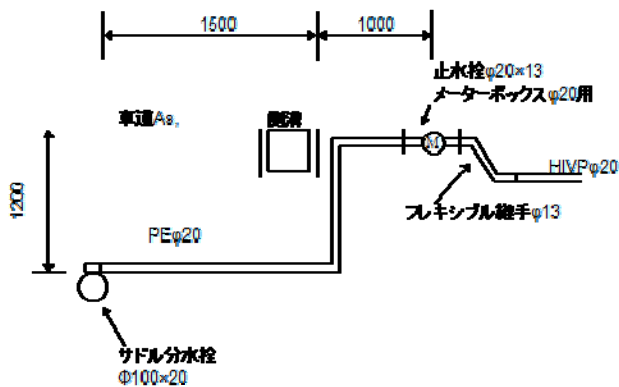 1500
1000
止水栓φ20×13
メーターボックスφ20用
車道As,
側溝
M
HIVPφ20
1200
フレキシブル継手φ13
PEφ20
サドル分水栓
Φ100×20